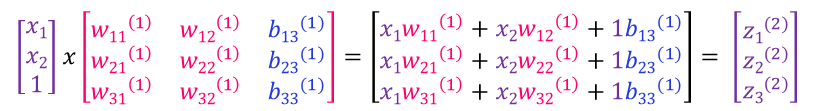 [x₁ x₂ 1] x [w₁₁⁽¹⁾ w₁₂⁽¹⁾ b₁₃⁽¹⁾ = x₁w₁₁⁽¹⁾ + x₂w₁₂⁽¹⁾ + 1b₁₃⁽¹⁾ = z₁⁽²⁾
w₂₁⁽¹⁾ w₂₂⁽¹⁾ b₂₃⁽¹⁾ x₁w₂₁⁽¹⁾ + x₂w₂₂⁽¹⁾ + 1b₂₃⁽¹⁾ z₂⁽²⁾
w₃₁⁽¹⁾ w₃₂⁽¹⁾ b₃₃⁽¹⁾] x₁w₃₁⁽¹⁾ + x₂w₃₂⁽¹⁾ + 1b₃₃⁽¹⁾ z₃⁽²⁾